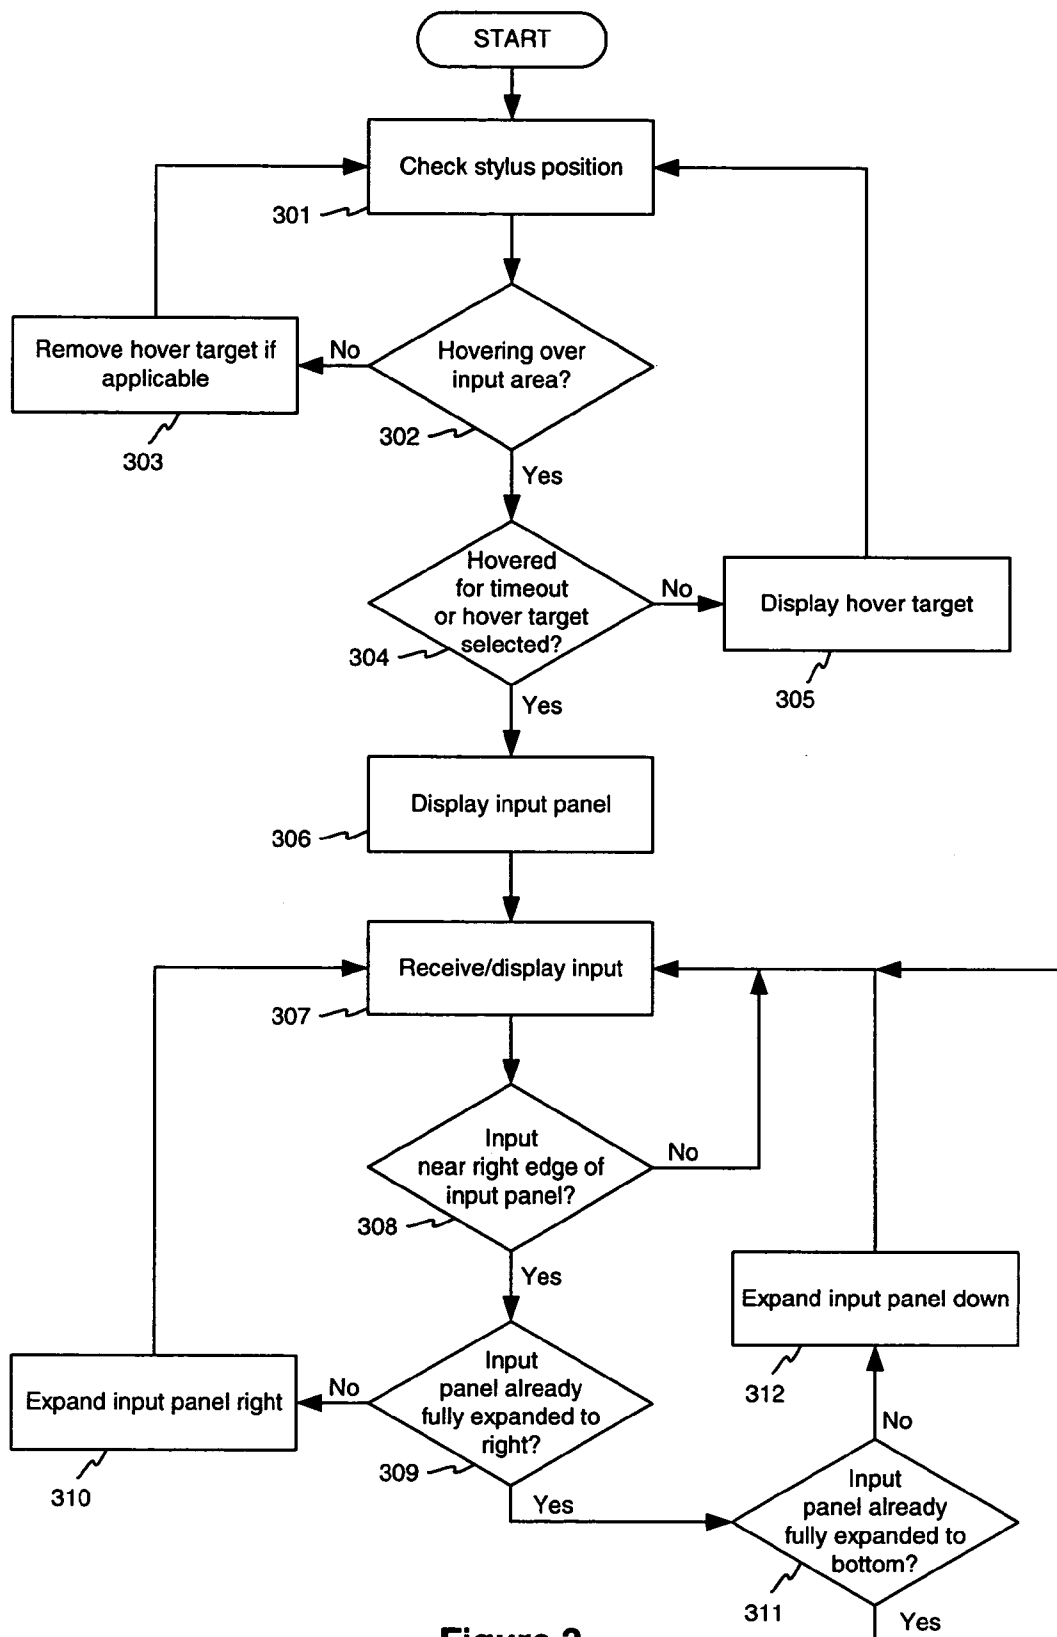 START
Check stylus position
301
Remove hover target if
applicable
303
No
Hovering over
input area?
302
Yes
Hovered
for timeout
or hover target
selected?
304
No
Display hover target
305
Yes
Display input panel
306
Receive/display input
307
Input
near right edge of
input panel?
308
No
Yes
Expand input panel down
312
Input
panel already
fully expanded to
right?
309
No
Expand input panel right
310
Yes
No
Input
panel already
fully expanded to
bottom?
311
Yes